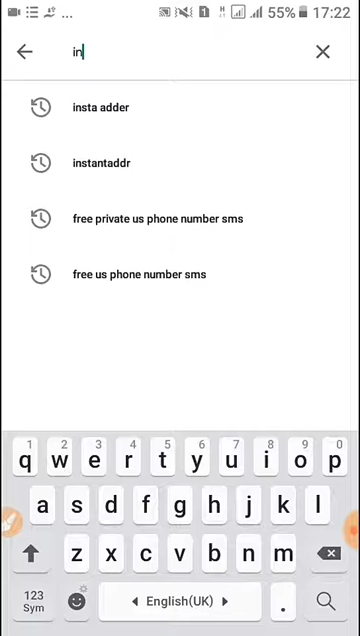 ... 1 H 55% 17:22
in
insta adder
instantaddr
free private us phone number sms
free us phone number sms
1 2 3 4 5 6 7 8 9 0
q w e r t y u i o p
a s d f g h j k l
z x c v b n m
123 Sym English(UK) .